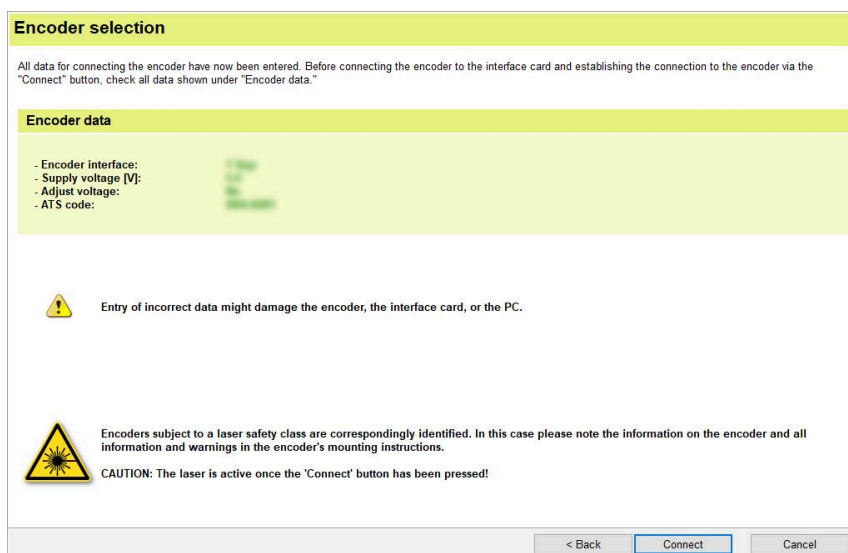 Encoder selection
All data for connecting the encoder have now been entered. Before connecting the encoder to the interface card and establishing the connection to the encoder via the
"Connect" button, check all data shown under "Encoder data."
Encoder data
- Encoder interface:
- Supply voltage [V]:
- Adjust voltage:
- ATS code:
Entry of incorrect data might damage the encoder, the interface card, or the PC.
Encoders subject to a laser safety class are correspondingly identified. In this case please note the information on the encoder and all
information and warnings in the encoder's mounting instructions.
CAUTION: The laser is active once the 'Connect' button has been pressed!
< Back Connect Cancel